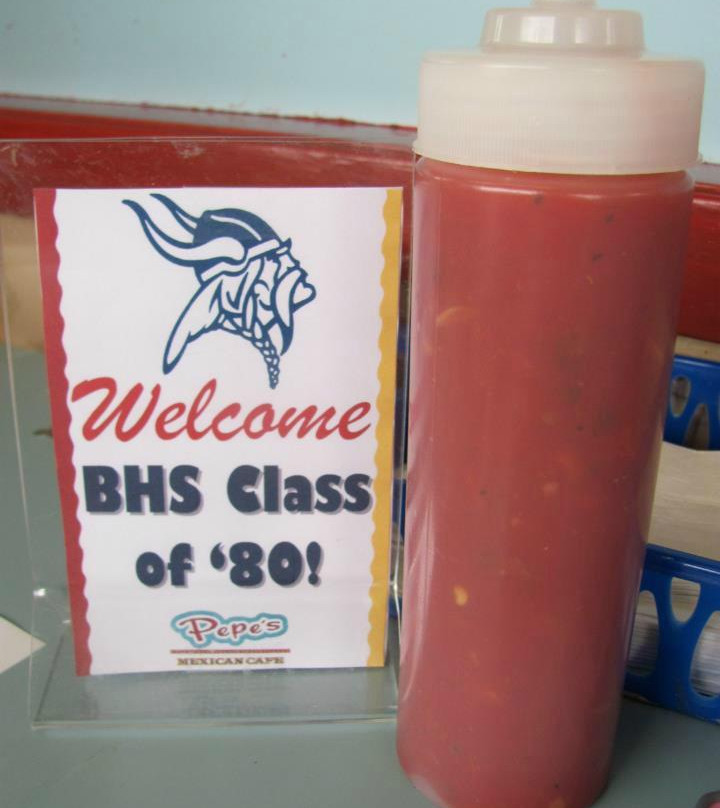 Welcome
BHS Class
of ‘80!
Pepe's
MEXICAN CAFE